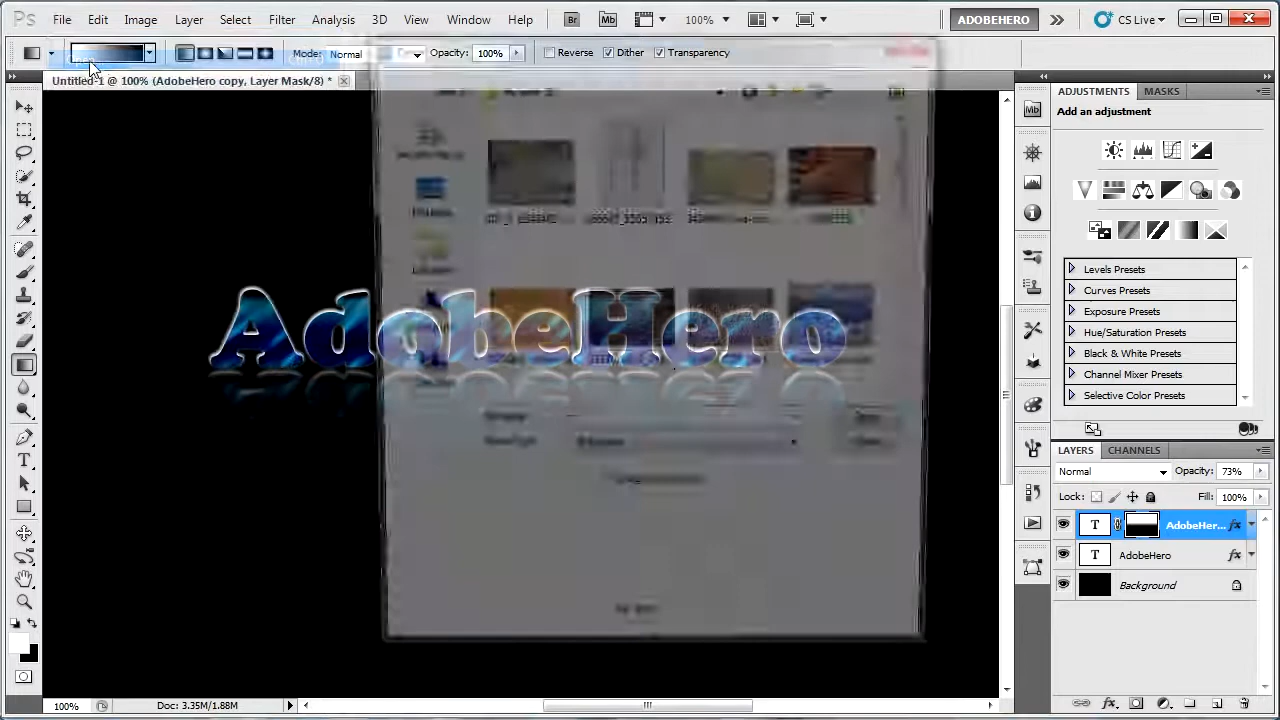 Ps File Edit Image Layer Select Filter Analysis 3D View Window Help Br Mb 100% ADOBEHERO CS Live
Mode: Normal Opacity: 100% Reverse Dither Transparency
Untitled-1 @ 100% (AdobeHero copy, Layer Mask/8) *
ADJUSTMENTS MASKS
Mb
Add an adjustment
Levels Presets
Curves Presets
Exposure Presets
Hue/Saturation Presets
Black & White Presets
Channel Mixer Presets
Selective Color Presets
AdobeHero
LAYERS CHANNELS
Normal Opacity: 73%
Lock: Fill: 100%
T AdobeHer... fx
T AdobeHero fx
Background
100% Doc: 3.35M/1.88M